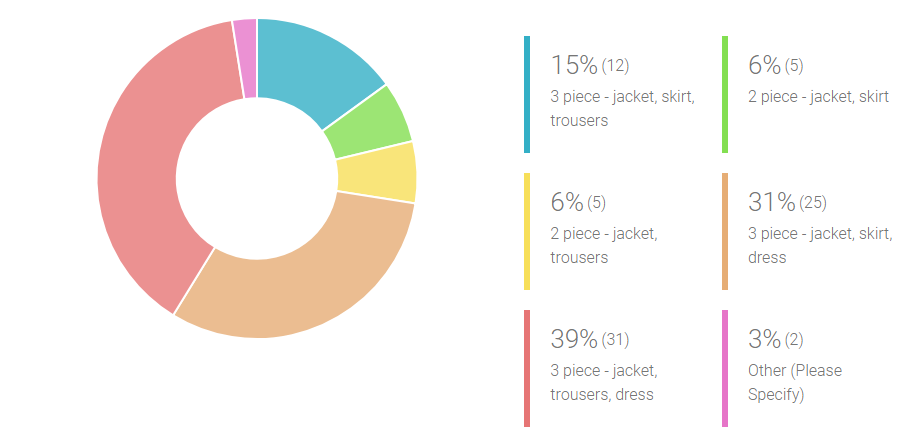 15% (12)
3 piece - jacket, skirt,
trousers
6% (5)
2 piece - jacket, skirt
6% (5)
2 piece - jacket,
trousers
31% (25)
3 piece - jacket, skirt,
dress
39% (31)
3 piece - jacket,
trousers, dress
3% (2)
Other (Please
Specify)